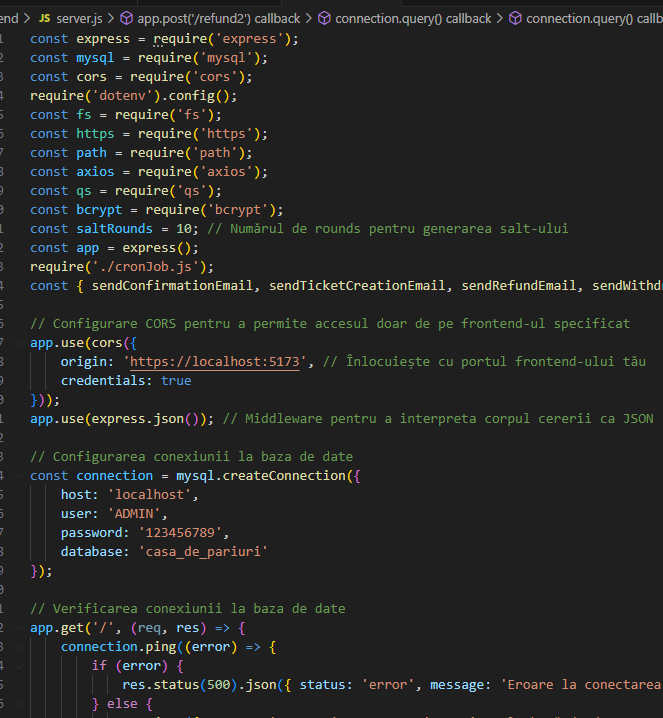 end > JS server.js > app.post('/refund2') callback > connection.query() callback > connection.query() callb
const express = require('express');
const mysql = require('mysql');
const cors = require('cors');
require('dotenv').config();
const fs = require('fs');
const https = require('https');
const path = require('path');
const axios = require('axios');
const qs = require('qs');
const bcrypt = require('bcrypt');
const saltRounds = 10; // Numărul de rounds pentru generarea salt-ului
const app = express();
require('./cronJob.js');
const { sendConfirmationEmail, sendTicketCreationEmail, sendRefundEmail, sendWithdr
// Configurare CORS pentru a permite accesul doar de pe frontend-ul specificat
app.use(cors({
    origin: 'https://localhost:5173', // Înlocuiește cu portul frontend-ului tău
    credentials: true
}));
app.use(express.json()); // Middleware pentru a interpreta corpul cererii ca JSON
// Configurarea conexiunii la baza de date
const connection = mysql.createConnection({
    host: 'localhost',
    user: 'ADMIN',
    password: '123456789',
    database: 'casa_de_pariuri'
});
// Verificarea conexiunii la baza de date
app.get('/', (req, res) => {
    connection.ping((error) => {
        if (error) {
            res.status(500).json({ status: 'error', message: 'Eroare la conectarea
        } else {